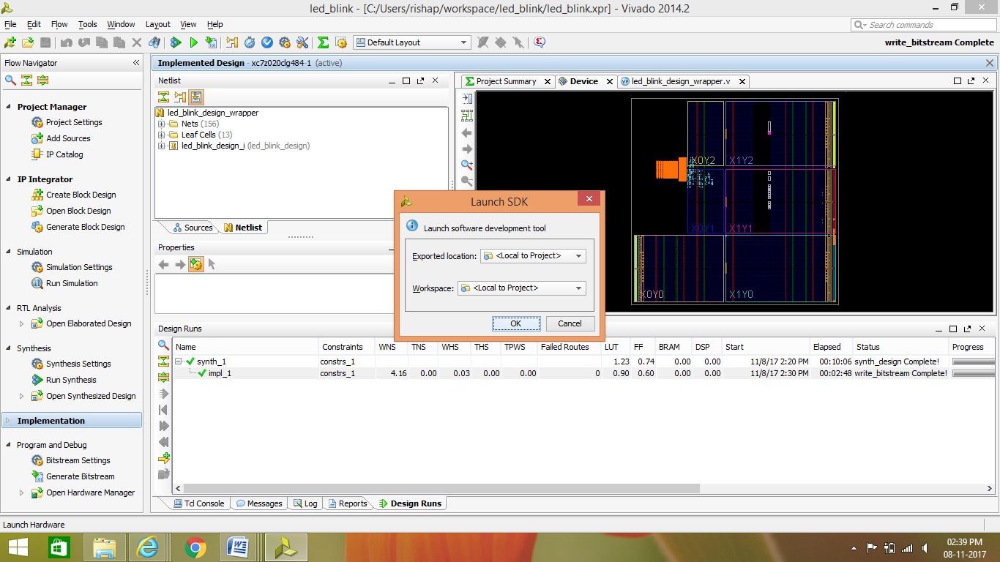 led_blink - [C:/Users/rishap/workspace/led_blink/led_blink.xpr] - Vivado 2014.2
File Edit Flow Tools Window Layout View Help
Search commands
Default Layout
write_bitstream Complete
Flow Navigator
Project Manager
Project Settings
Add Sources
IP Catalog
IP Integrator
Create Block Design
Open Block Design
Generate Block Design
Simulation
Simulation Settings
Run Simulation
RTL Analysis
Open Elaborated Design
Synthesis
Synthesis Settings
Run Synthesis
Open Synthesized Design
Implementation
Program and Debug
Bitstream Settings
Generate Bitstream
Open Hardware Manager
Implemented Design - xc7z020clg484-1 (active)
Netlist
led_blink_design_wrapper
Nets (156)
Leaf Cells (13)
led_blink_design_i (led_blink_design)
Sources Netlist
Properties
Project Summary Device led_blink_design_wrapper.v
X0Y2 X1Y2
X0Y1 X1Y1
X0Y0 X1Y0
Launch SDK
Launch software development tool
Exported location: <Local to Project>
Workspace: <Local to Project>
OK Cancel
Design Runs
Name Constraints WNS TNS WHS THS TPWS Failed Routes LUT FF BRAM DSP Start Elapsed Status Progress
synth_1 constrs_1 1.23 0.74 0.00 0.00 11/8/17 2:20 PM 00:10:06 synth_design Complete!
impl_1 constrs_1 4.16 0.00 0.03 0.00 0.00 0 0.90 0.60 0.00 0.00 11/8/17 2:30 PM 00:02:48 write_bitstream Complete!
Tcl Console Messages Log Reports Design Runs
Launch Hardware
02:39 PM
08-11-2017